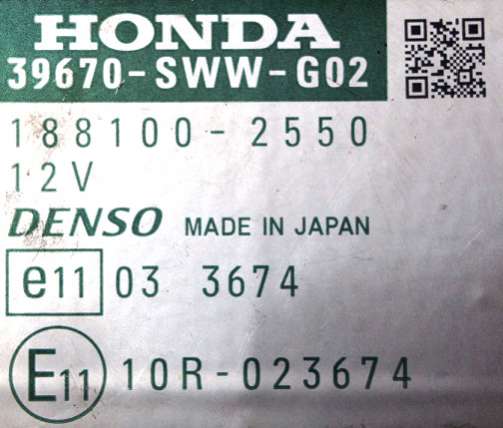 HONDA
39670-SWW-G02
188100-2550
12V
DENSO MADE IN JAPAN
e11 03 3674
E11 10R-023674